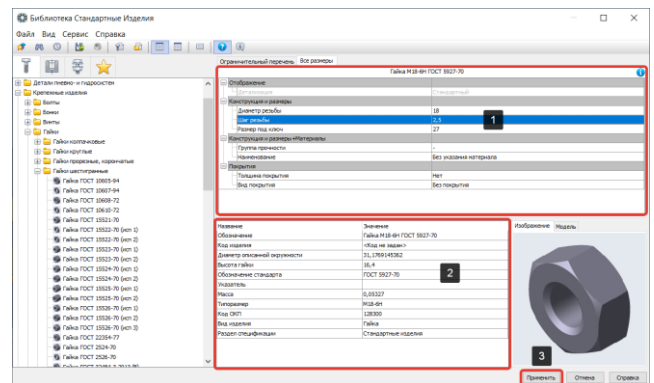 Библиотека Стандартные Изделия
Файл Вид Сервис Справка
Ограничительный перечень Все размеры
Детали пневмо- и гидросистем
Крепежные изделия
Болты
Бонки
Винты
Гайки
Гайки колпачковые
Гайки круглые
Гайки прорезные, корончатые
Гайки шестигранные
Гайка ГОСТ 10605-94
Гайка ГОСТ 10607-94
Гайка ГОСТ 10608-72
Гайка ГОСТ 10610-72
Гайка ГОСТ 15521-70
Гайка ГОСТ 15522-70 (исп 1)
Гайка ГОСТ 15522-70 (исп 2)
Гайка ГОСТ 15523-70 (исп 1)
Гайка ГОСТ 15523-70 (исп 2)
Гайка ГОСТ 15524-70 (исп 1)
Гайка ГОСТ 15524-70 (исп 2)
Гайка ГОСТ 15525-70 (исп 1)
Гайка ГОСТ 15525-70 (исп 2)
Гайка ГОСТ 15526-70 (исп 1)
Гайка ГОСТ 15526-70 (исп 2)
Гайка ГОСТ 15526-70 (исп 3)
Гайка ГОСТ 22354-77
Гайка ГОСТ 2524-70
Гайка ГОСТ 2526-70
Гайка M18-6H ГОСТ 5927-70
Отображение
Детализация Стандартный
Конструкция и размеры
Диаметр резьбы 18
Шаг резьбы 2,5
1
Размер под ключ 27
Конструкция и размеры+Материалы
Группа прочности -
Наименование Без указания материала
Покрытия
Толщина покрытия Нет
Вид покрытия Без покрытия
Название Значение
Обозначение Гайка M18-6H ГОСТ 5927-70
Код изделия <Код не задан>
Диаметр описанной окружности 31,1769145362
Высота гайки 16,4
Обозначение стандарта ГОСТ 5927-70
2
Указатель
Масса 0,05327
Типоразмер M18-6H
Код ОКП 128300
Вид изделия Гайка
Раздел спецификации Стандартные изделия
Изображение Модель
3
Применить Отмена Справка